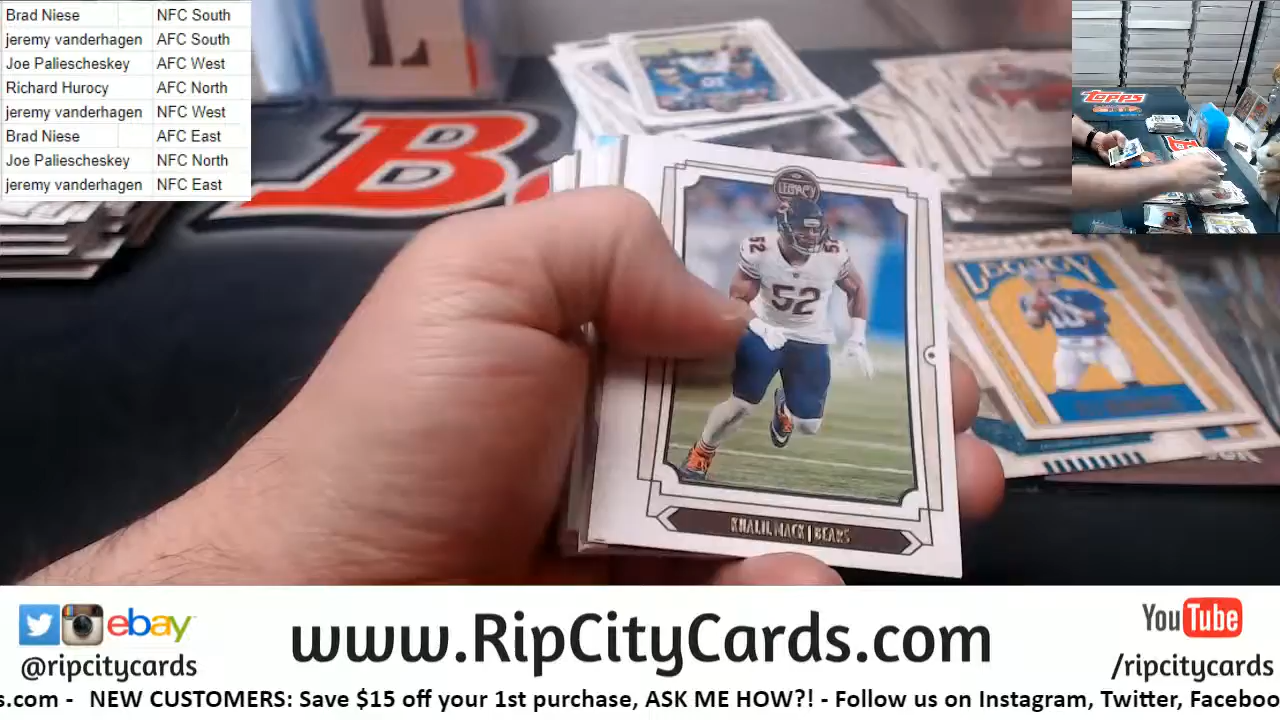 Brad Niese NFC South
jeremy vanderhagen AFC South
Joe Paliescheskey AFC West
Richard Hurocy AFC North
jeremy vanderhagen NFC West
Brad Niese AFC East
Joe Paliescheskey NFC North
jeremy vanderhagen NFC East
Topps
B
LEGACY
52
52
KHALIL MACK | BEARS
LEGACY
10
ebay
@ripcitycards
www.RipCityCards.com
YouTube
/ripcitycards
s.com - NEW CUSTOMERS: Save $15 off your 1st purchase, ASK ME HOW?! - Follow us on Instagram, Twitter, Faceboo